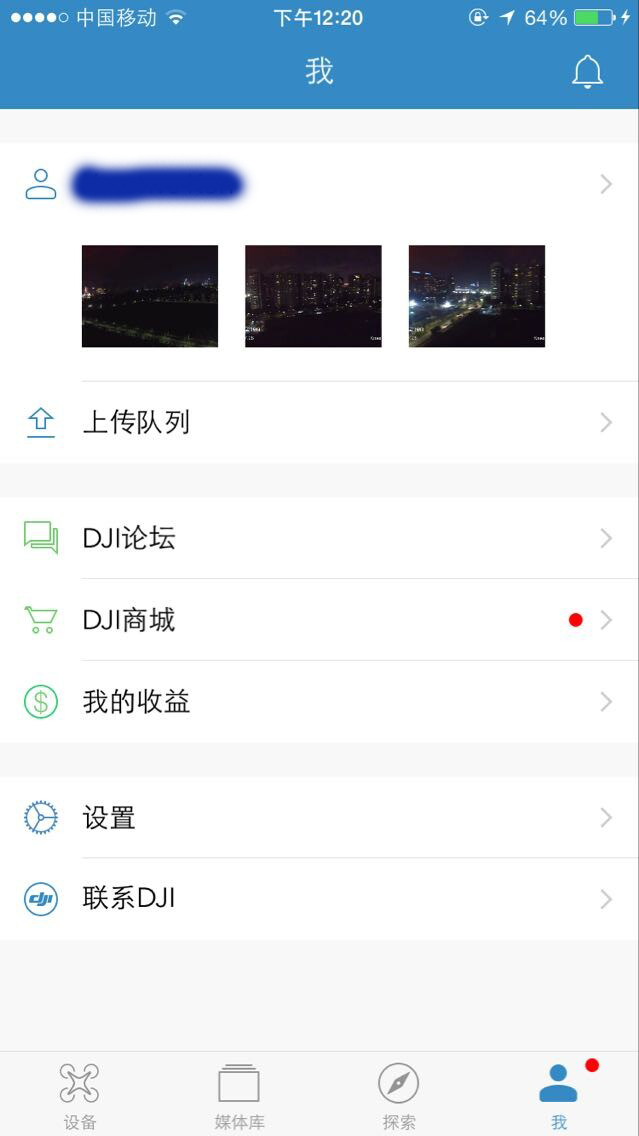 中国移动 下午12:20 64%
我
上传队列
DJI论坛
DJI商城
我的收益
设置
联系DJI
设备 媒体库 探索 我